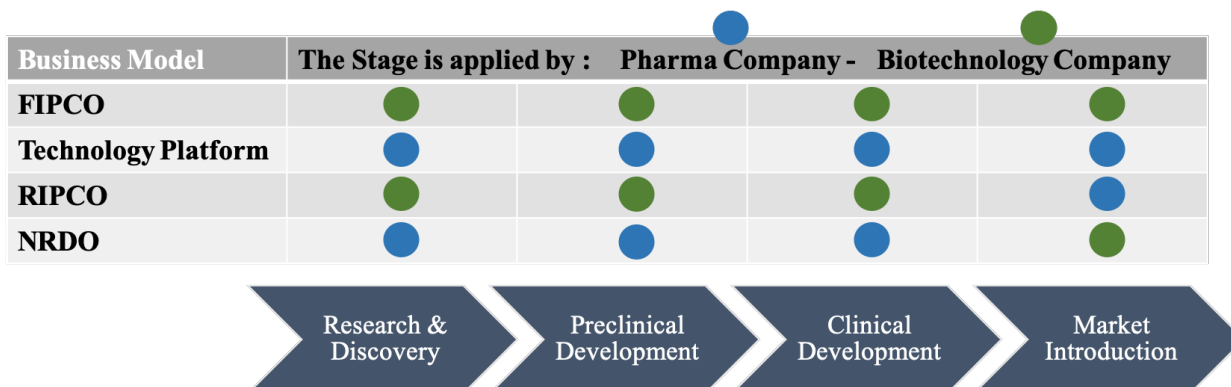 Business Model The Stage is applied by : Pharma Company - Biotechnology Company
FIPCO
Technology Platform
RIPCO
NRDO
Research &
Discovery
Preclinical
Development
Clinical
Development
Market
Introduction